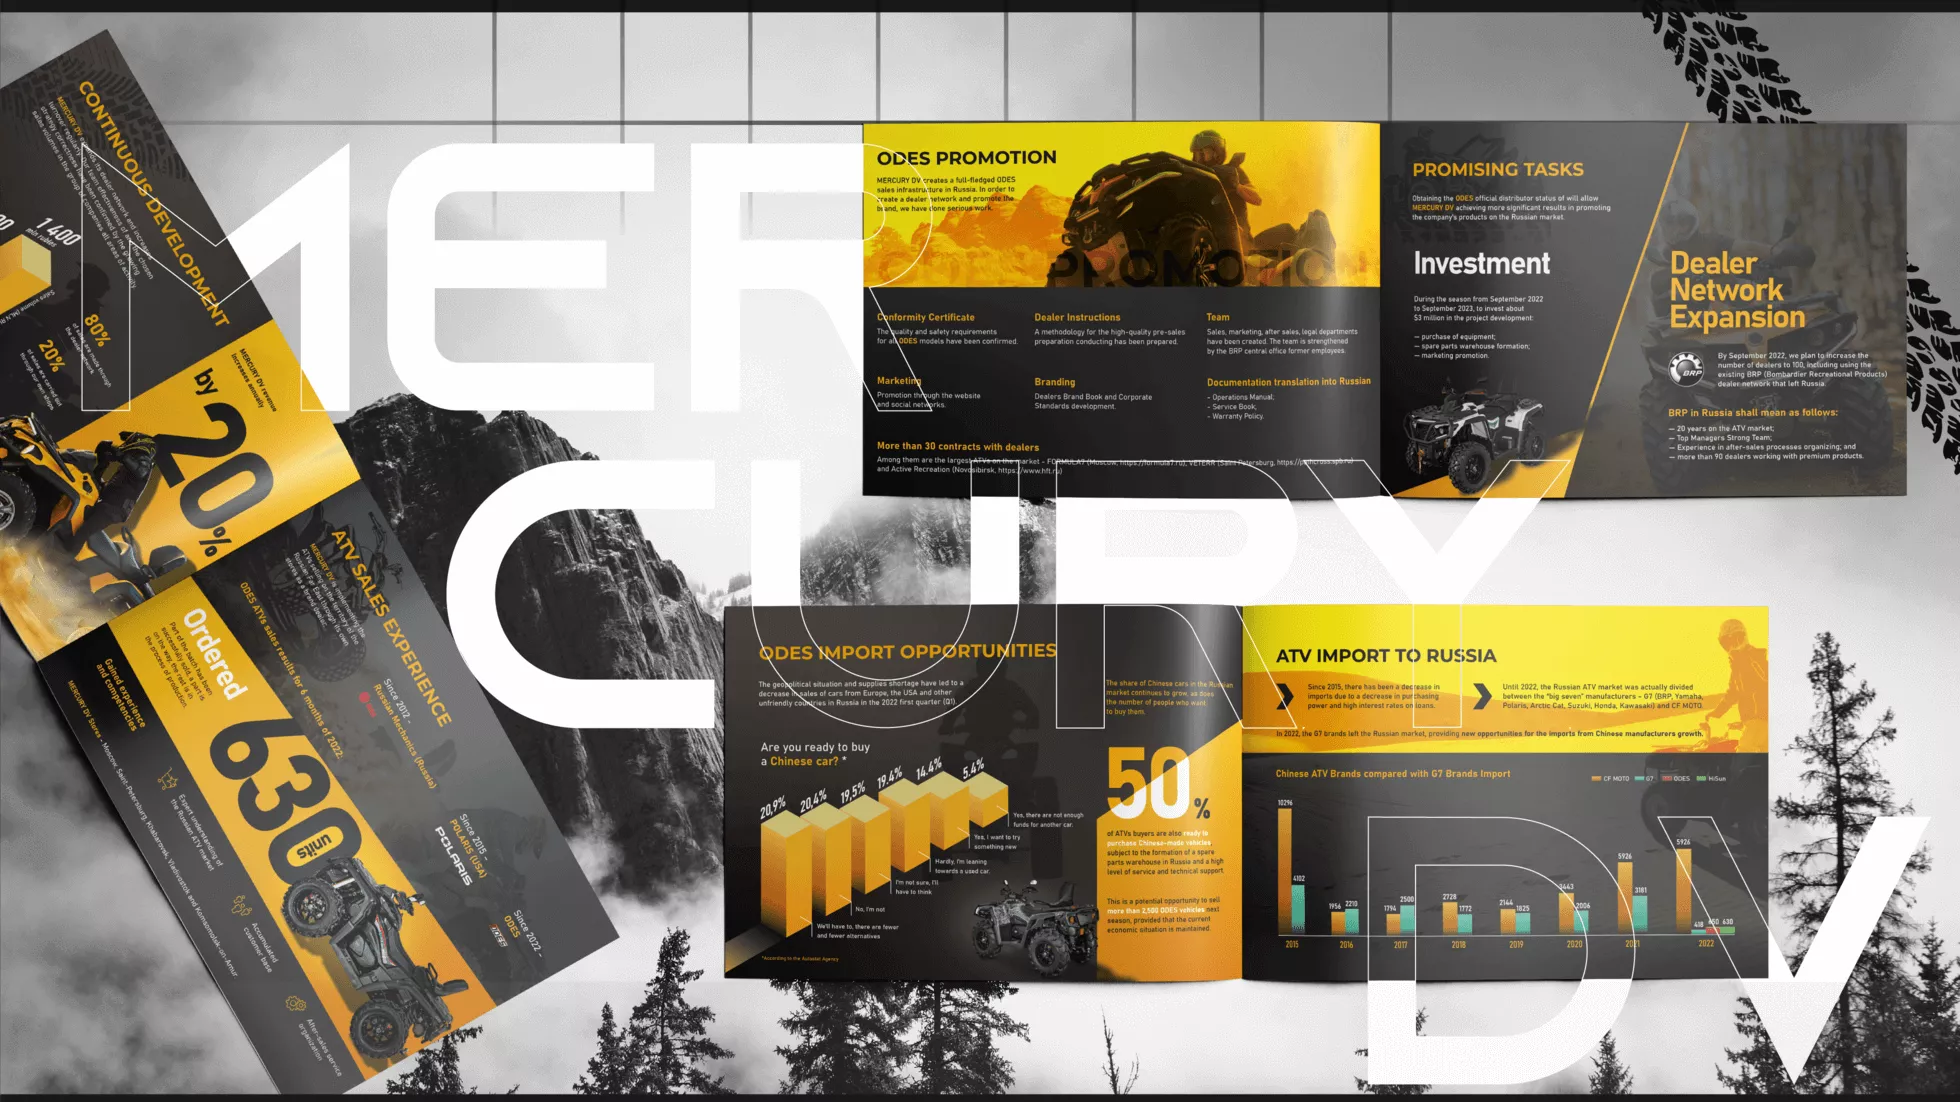 MERCURY DV
CONTINUOUS DEVELOPMENT
1 400
mln rubles
80%
20%
MERCURY DV revenue
increases annually
by
20%
ATV SALES EXPERIENCE
ODES ATVs sales results for 6 months of 2022:
Since 2012 -
Russian Mechanics (Russia)
Since 2015 -
POLARIS (USA)
POLARIS
Since 2022 -
ODES
Ordered
Part of the batch has been
successfully sold, a part is
on the way, the rest is in
the process of production.
630
units
Gained experience
and competencies
MERCURY DV Stores - Moscow, Saint-Petersburg, Khabarovsk, Vladivostok and Komsomolsk-on-Amur
Expert understanding of
the Russian ATV market
Accumulated
customer base
After-sales service
organization
ODES PROMOTION
MERCURY DV creates a full-fledged ODES
sales infrastructure in Russia. In order to
create a dealer network and promote the
brand, we have done serious work.
PROMOTION
Conformity Certificate
The quality and safety requirements
for all ODES models have been confirmed.
Dealer Instructions
A methodology for the high-quality pre-sales
preparation conducting has been prepared.
Team
Sales, marketing, after sales, legal departments
have been created. The team is strengthened
by the BRP central office former employees.
Marketing
Promotion through the website
and social networks.
Branding
Dealers Brand Book and Corporate
Standards development.
Documentation translation into Russian
- Operations Manual;
- Service Book;
- Warranty Policy.
More than 30 contracts with dealers
Among them are the largest ATVs on the market - FORMULA7 (Moscow, https://formula7.ru),
and Active Recreation (Novosibirsk, https://www.hft.ru)
PROMISING TASKS
Obtaining the ODES official distributor status of will allow
MERCURY DV achieving more significant results in promoting
the company's products on the Russian market.
Investment
During the season from September 2022
to September 2023, to invest about
$3 million in the project development:
— purchase of equipment;
— spare parts warehouse formation;
— marketing promotion.
Dealer
Network
Expansion
BRP
By September 2022, we plan to increase the
number of dealers to 100, including using the
existing BRP (Bombardier Recreational Products)
dealer network that left Russia.
BRP in Russia shall mean as follows:
— 20 years on the ATV market;
— Top Managers Strong Team;
— Experience in after-sales processes organizing; and
— more than 90 dealers working with premium products.
ODES IMPORT OPPORTUNITIES
The geopolitical situation and supplies shortage have led to a
decrease in sales of cars from Europe, the USA and other
unfriendly countries in Russia in the 2022 first quarter (Q1).
The share of Chinese cars in the Russian
market continues to grow, as does
the number of people who want
to buy them.
Are you ready to buy
a Chinese car? *
20,9%
20,4%
19,5%
19.4%
14.4%
5.4%
Yes, there are not enough
funds for another car.
Yes, I want to try
something new
Hardly, I'm leaning
towards a used car.
I'm not sure, I'll
have to think
No, I'm not
We'll have to, there are fewer
and fewer alternatives
*According to the Autostat Agency
50%
of ATVs buyers are also ready to
purchase Chinese-made vehicles,
subject to the formation of a spare
parts warehouse in Russia and a high
level of service and technical support.
This is a potential opportunity to sell
more than 2,500 ODES vehicles next
season, provided that the current
economic situation is maintained.
ATV IMPORT TO RUSSIA
Since 2015, there has been a decrease in
imports due to a decrease in purchasing
power and high interest rates on loans.
Until 2022, the Russian ATV market was actually divided
between the "big seven" manufacturers – G7 (BRP, Yamaha,
Polaris, Arctic Cat, Suzuki, Honda, Kawasaki) and CF MOTO.
In 2022, the G7 brands left the Russian market, providing new opportunities for the imports from Chinese manufacturers growth.
Chinese ATV Brands compared with G7 Brands Import
CF MOTO G7 ODES HiSun
10296 4102
1956 2210
1794 2500
2728 1772
2144 1825
3443 2006
5926 3181
5926 418 630
2015 2016 2017 2018 2019 2020 2021 2022